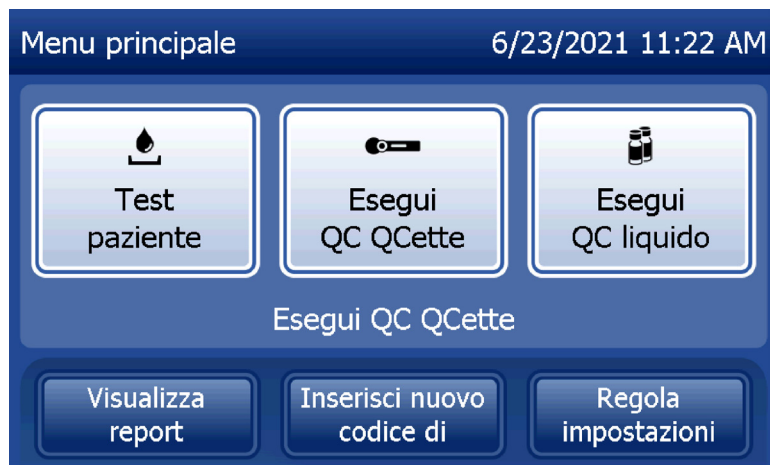 Menu principale 6/23/2021 11:22 AM
Test
paziente
Esegui
QC QCette
Esegui
QC liquido
Esegui QC QCette
Visualizza
report
Inserisci nuovo
codice di
Regola
impostazioni